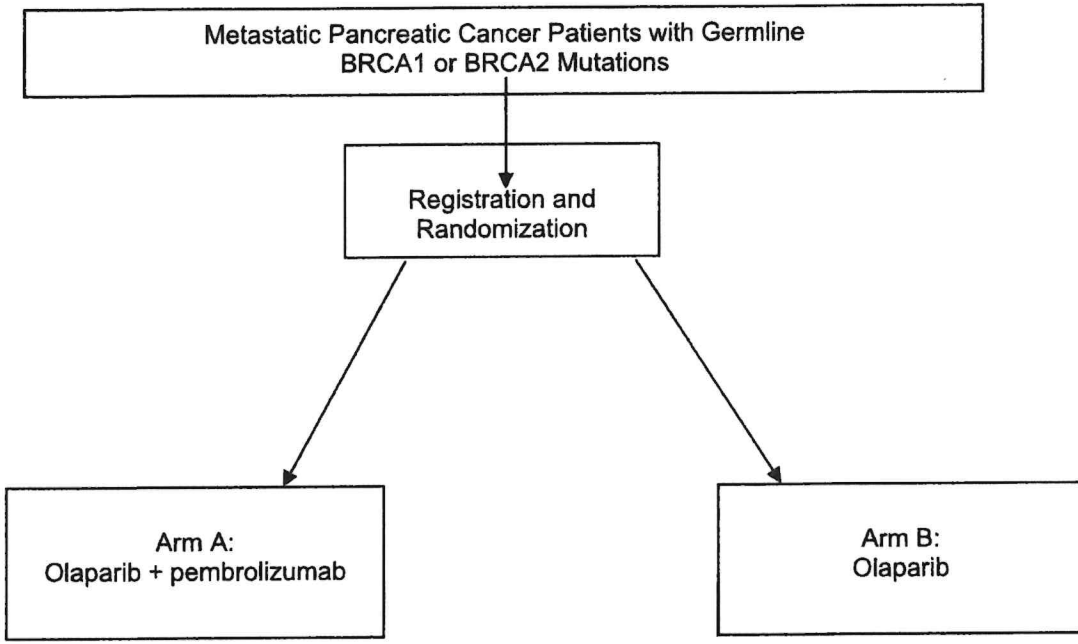 Metastatic Pancreatic Cancer Patients with Germline
BRCA1 or BRCA2 Mutations
Registration and
Randomization
Arm A:
Olaparib + pembrolizumab
Arm B:
Olaparib